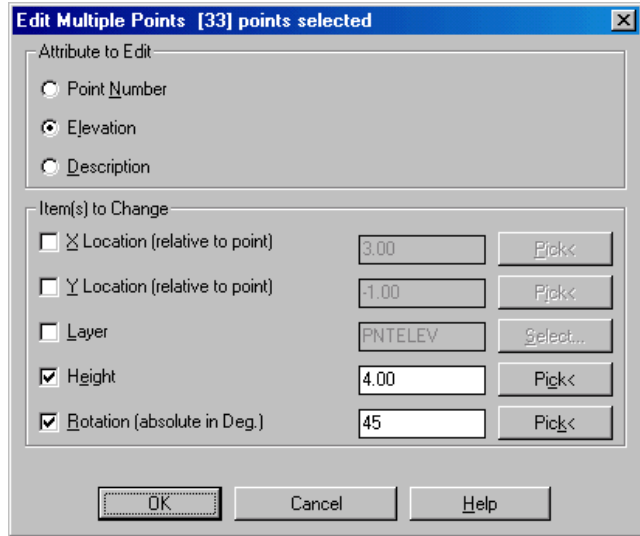 Edit Multiple Points [33] points selected
Attribute to Edit
Point Number
Elevation
Description
Item(s) to Change
X Location (relative to point) 3.00 Pick<
Y Location (relative to point) -1.00 Pick<
Layer PNTELEV Select...
Height 4.00 Pick<
Rotation (absolute in Deg.) 45 Pick<
OK Cancel Help